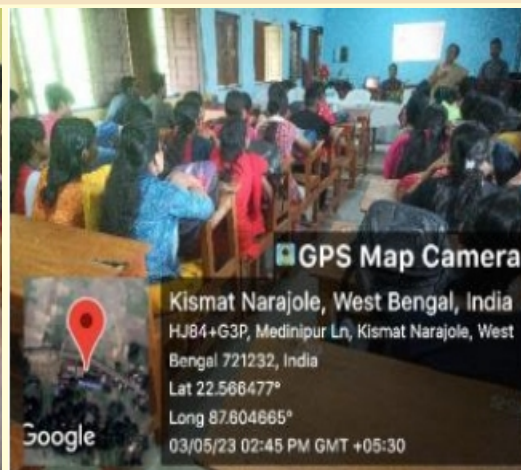 GPS Map Camera
Kismat Narajole, West Bengal, India
HJ84+G3P, Medinipur Ln, Kismat Narajole, West
Bengal 721232, India
Lat 22.566477°
Long 87.604665°
03/05/23 02:45 PM GMT +05:30
Google